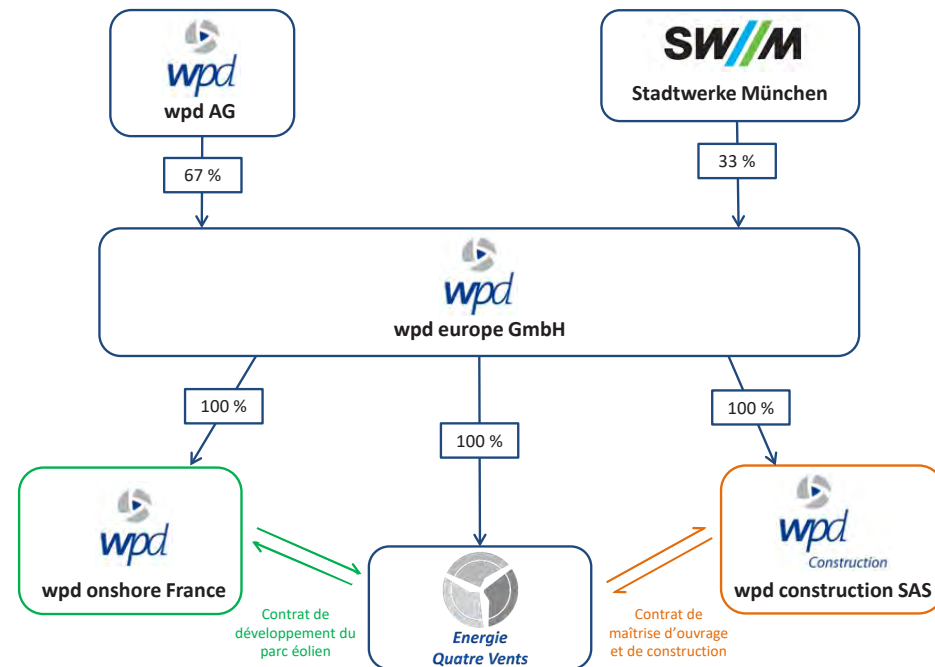 wpd
wpd AG
SW//M
Stadtwerke München
67 %
33 %
wpd
wpd europe GmbH
100 %
100 %
100 %
wpd
wpd onshore France
wpd
Construction
wpd construction SAS
Contrat de
développement du
parc éolien
Energie
Quatre Vents
Contrat de
maîtrise d’ouvrage
et de construction